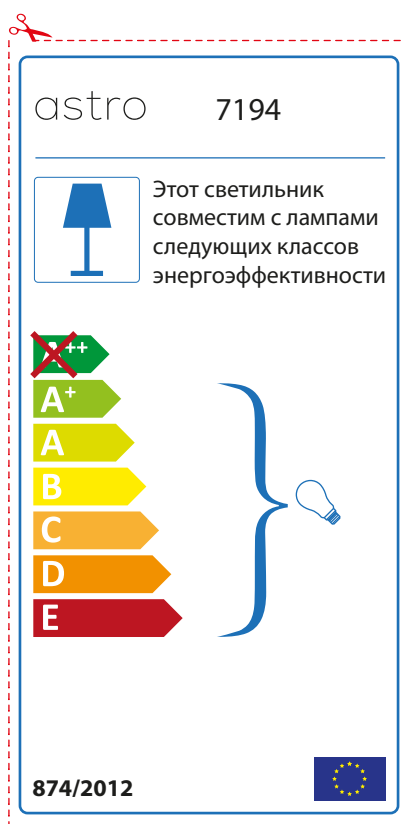 astro 7194
Этот светильник
совместим с лампами
следующих классов
энергоэффективности
A++
A+
A
B
C
D
E
874/2012